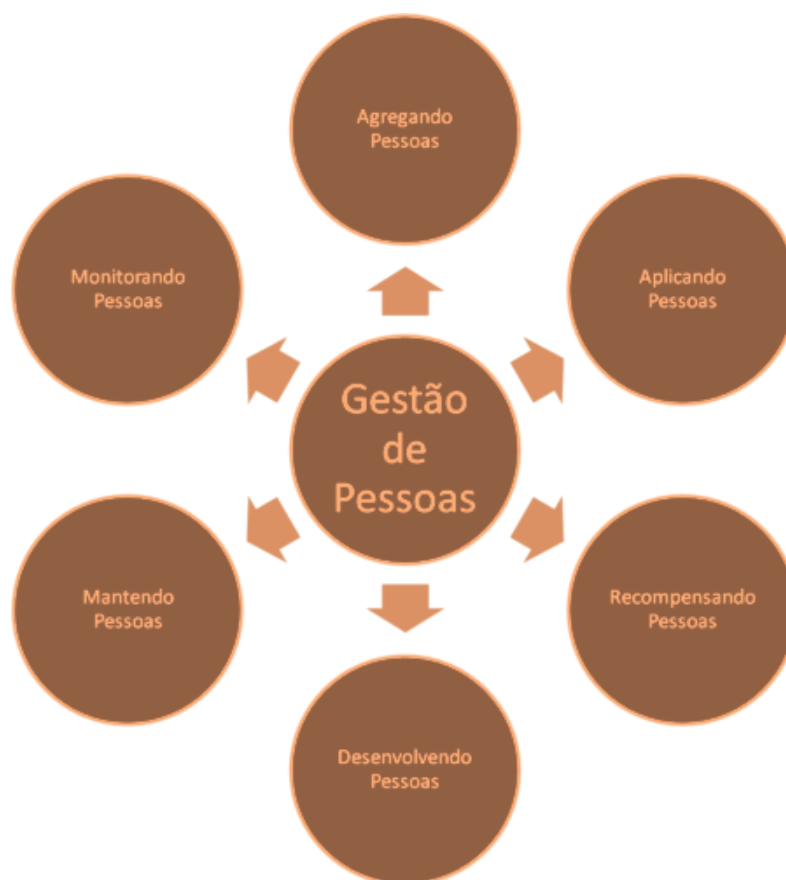 Agregando
Pessoas
Monitorando
Pessoas
Aplicando
Pessoas
Gestão
de
Pessoas
Mantendo
Pessoas
Recompensando
Pessoas
Desenvolvendo
Pessoas